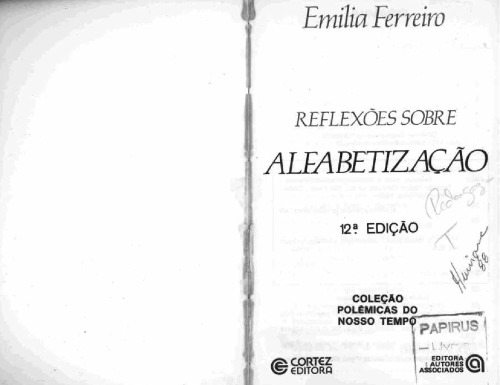 Emilia Ferreiro
REFLEXÕES SOBRE
ALFABETIZAÇÃO
12ª EDIÇÃO
COLEÇÃO
POLÊMICAS DO
NOSSO TEMPO
PAPIRUS
CORTEZ
EDITORA
EDITORA
AUTORES
ASSOCIADOS